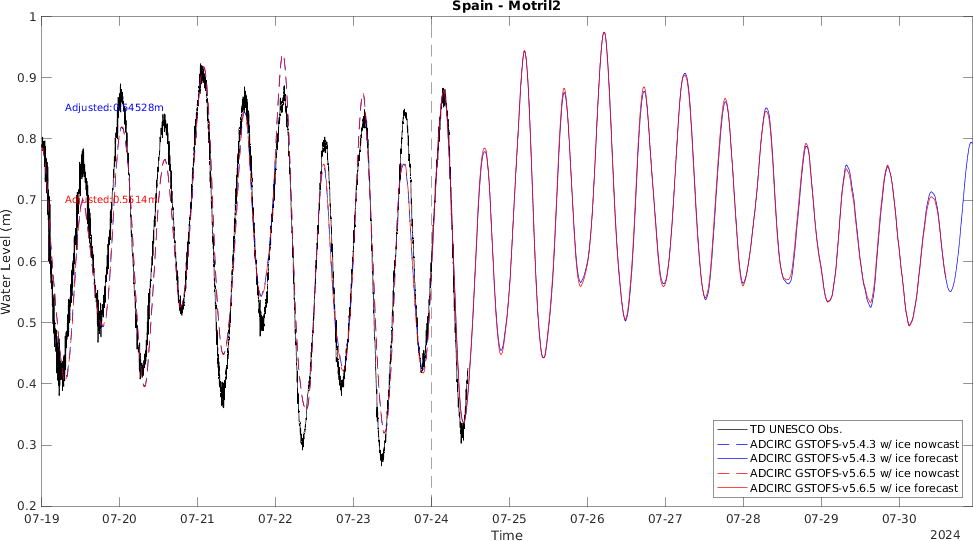 Spain - Motril2
1
0.9
0.8
0.7
0.6
0.5
0.4
0.3
0.2
Water Level (m)
Adjusted:0.54528m
Adjusted:0.5514m
TD UNESCO Obs.
ADCIRC GSTOFS-v5.4.3 w/ ice nowcast
ADCIRC GSTOFS-v5.4.3 w/ ice forecast
ADCIRC GSTOFS-v5.6.5 w/ ice nowcast
ADCIRC GSTOFS-v5.6.5 w/ ice forecast
07-19 07-20 07-21 07-22 07-23 07-24 07-25 07-26 07-27 07-28 07-29 07-30
Time
2024